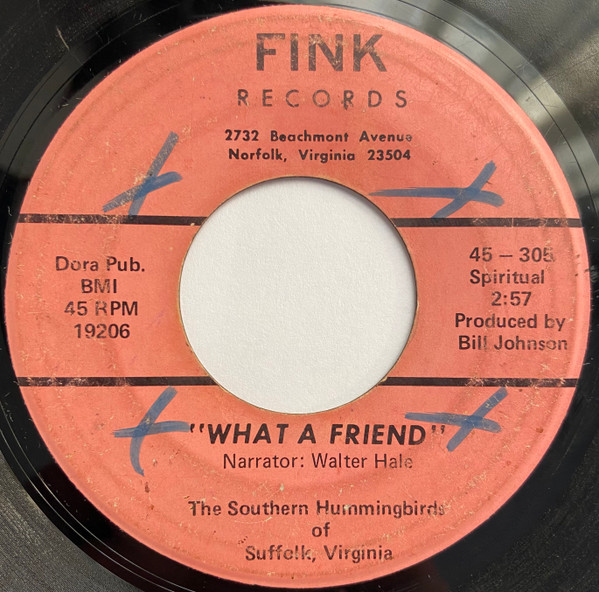 FINK
RECORDS
2732 Beachmont Avenue
Norfolk, Virginia 23504
Dora Pub.
BMI
45 RPM
19206
45 – 305
Spiritual
2:57
Produced by
Bill Johnson
"WHAT A FRIEND"
Narrator: Walter Hale
The Southern Hummingbirds
of
Suffolk, Virginia